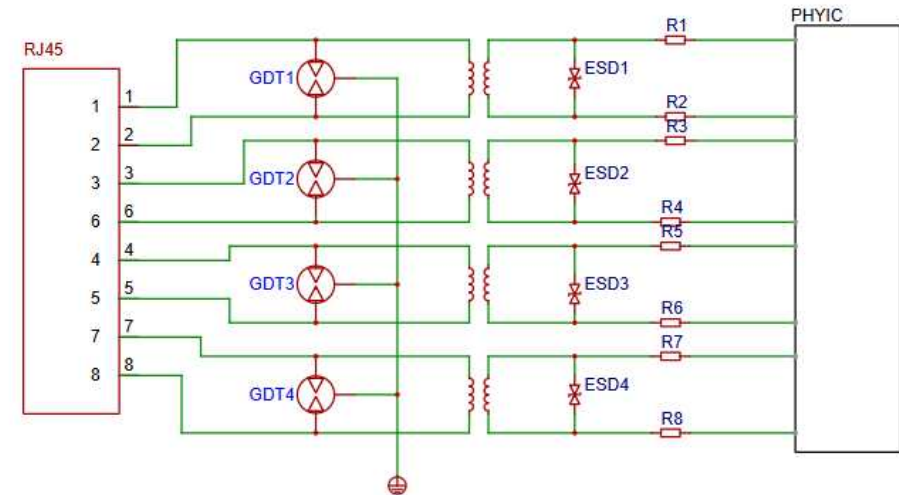 PHYIC
RJ45
R1
GDT1
ESD1
1 1
R2
2 2
R3
3 3
GDT2
ESD2
6 6
R4
4 4
R5
5 5
GDT3
ESD3
R6
7 7
R7
8 8
GDT4
ESD4
R8